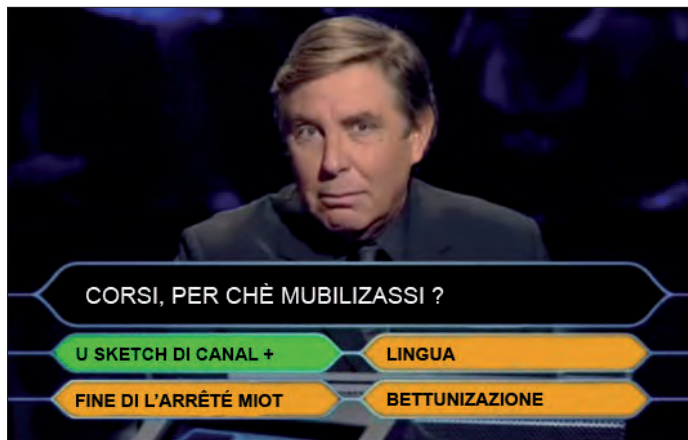 CORSI, PER CHÈ MUBILIZASSI ?
U SKETCH DI CANAL +
LINGUA
FINE DI L'ARRÊTÉ MIOT
BETTUNIZAZIONE